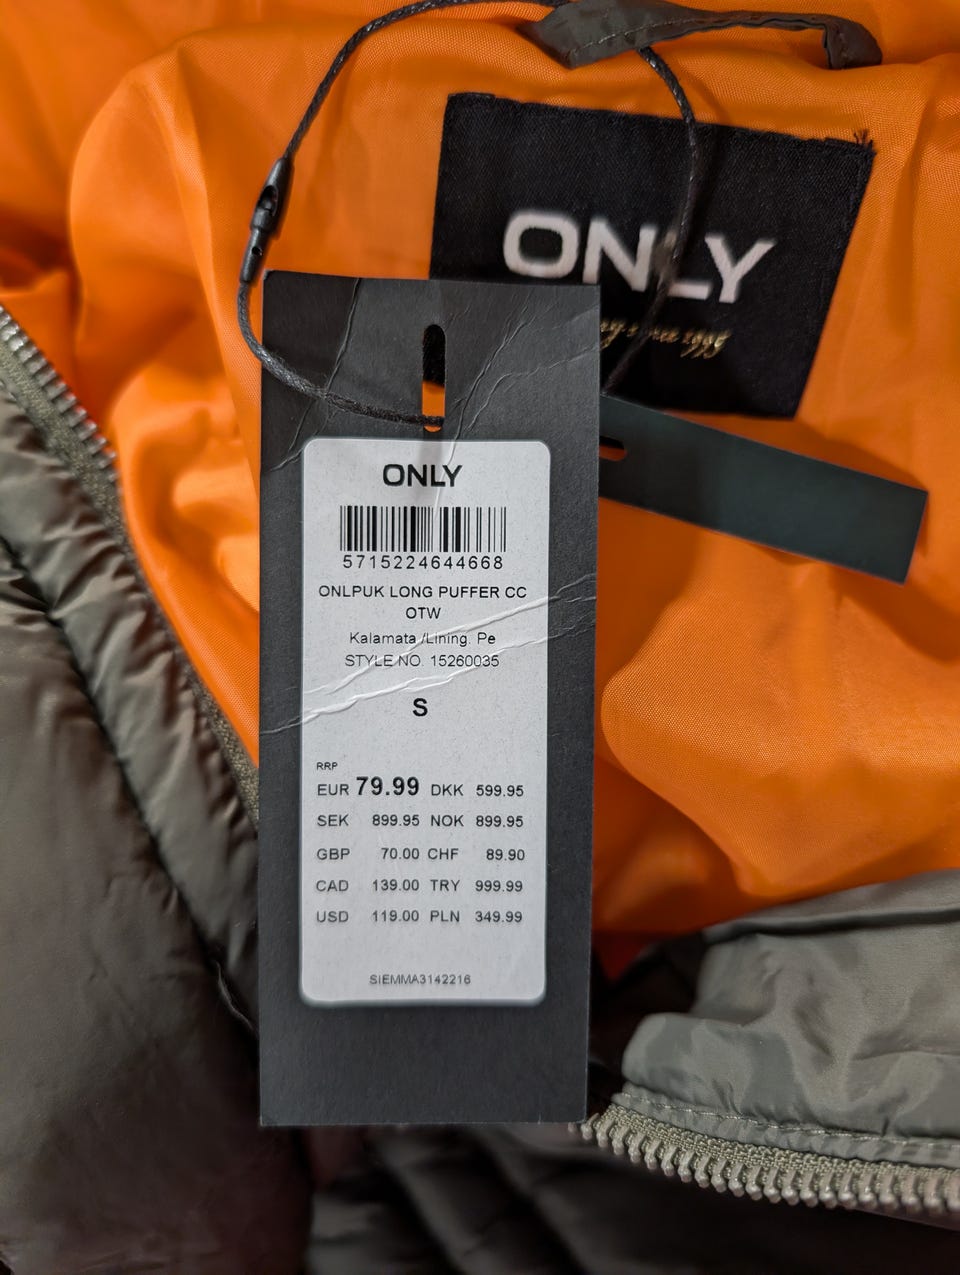 ONLY
since 1995
ONLY
5715224644668
ONLPUK LONG PUFFER CC
OTW
Kalamata /Lining. Pe
STYLE NO. 15260035
S
RRP
EUR 79.99 DKK 599.95
SEK 899.95 NOK 899.95
GBP 70.00 CHF 89.90
CAD 139.00 TRY 999.99
USD 119.00 PLN 349.99
SIEMMA3142216